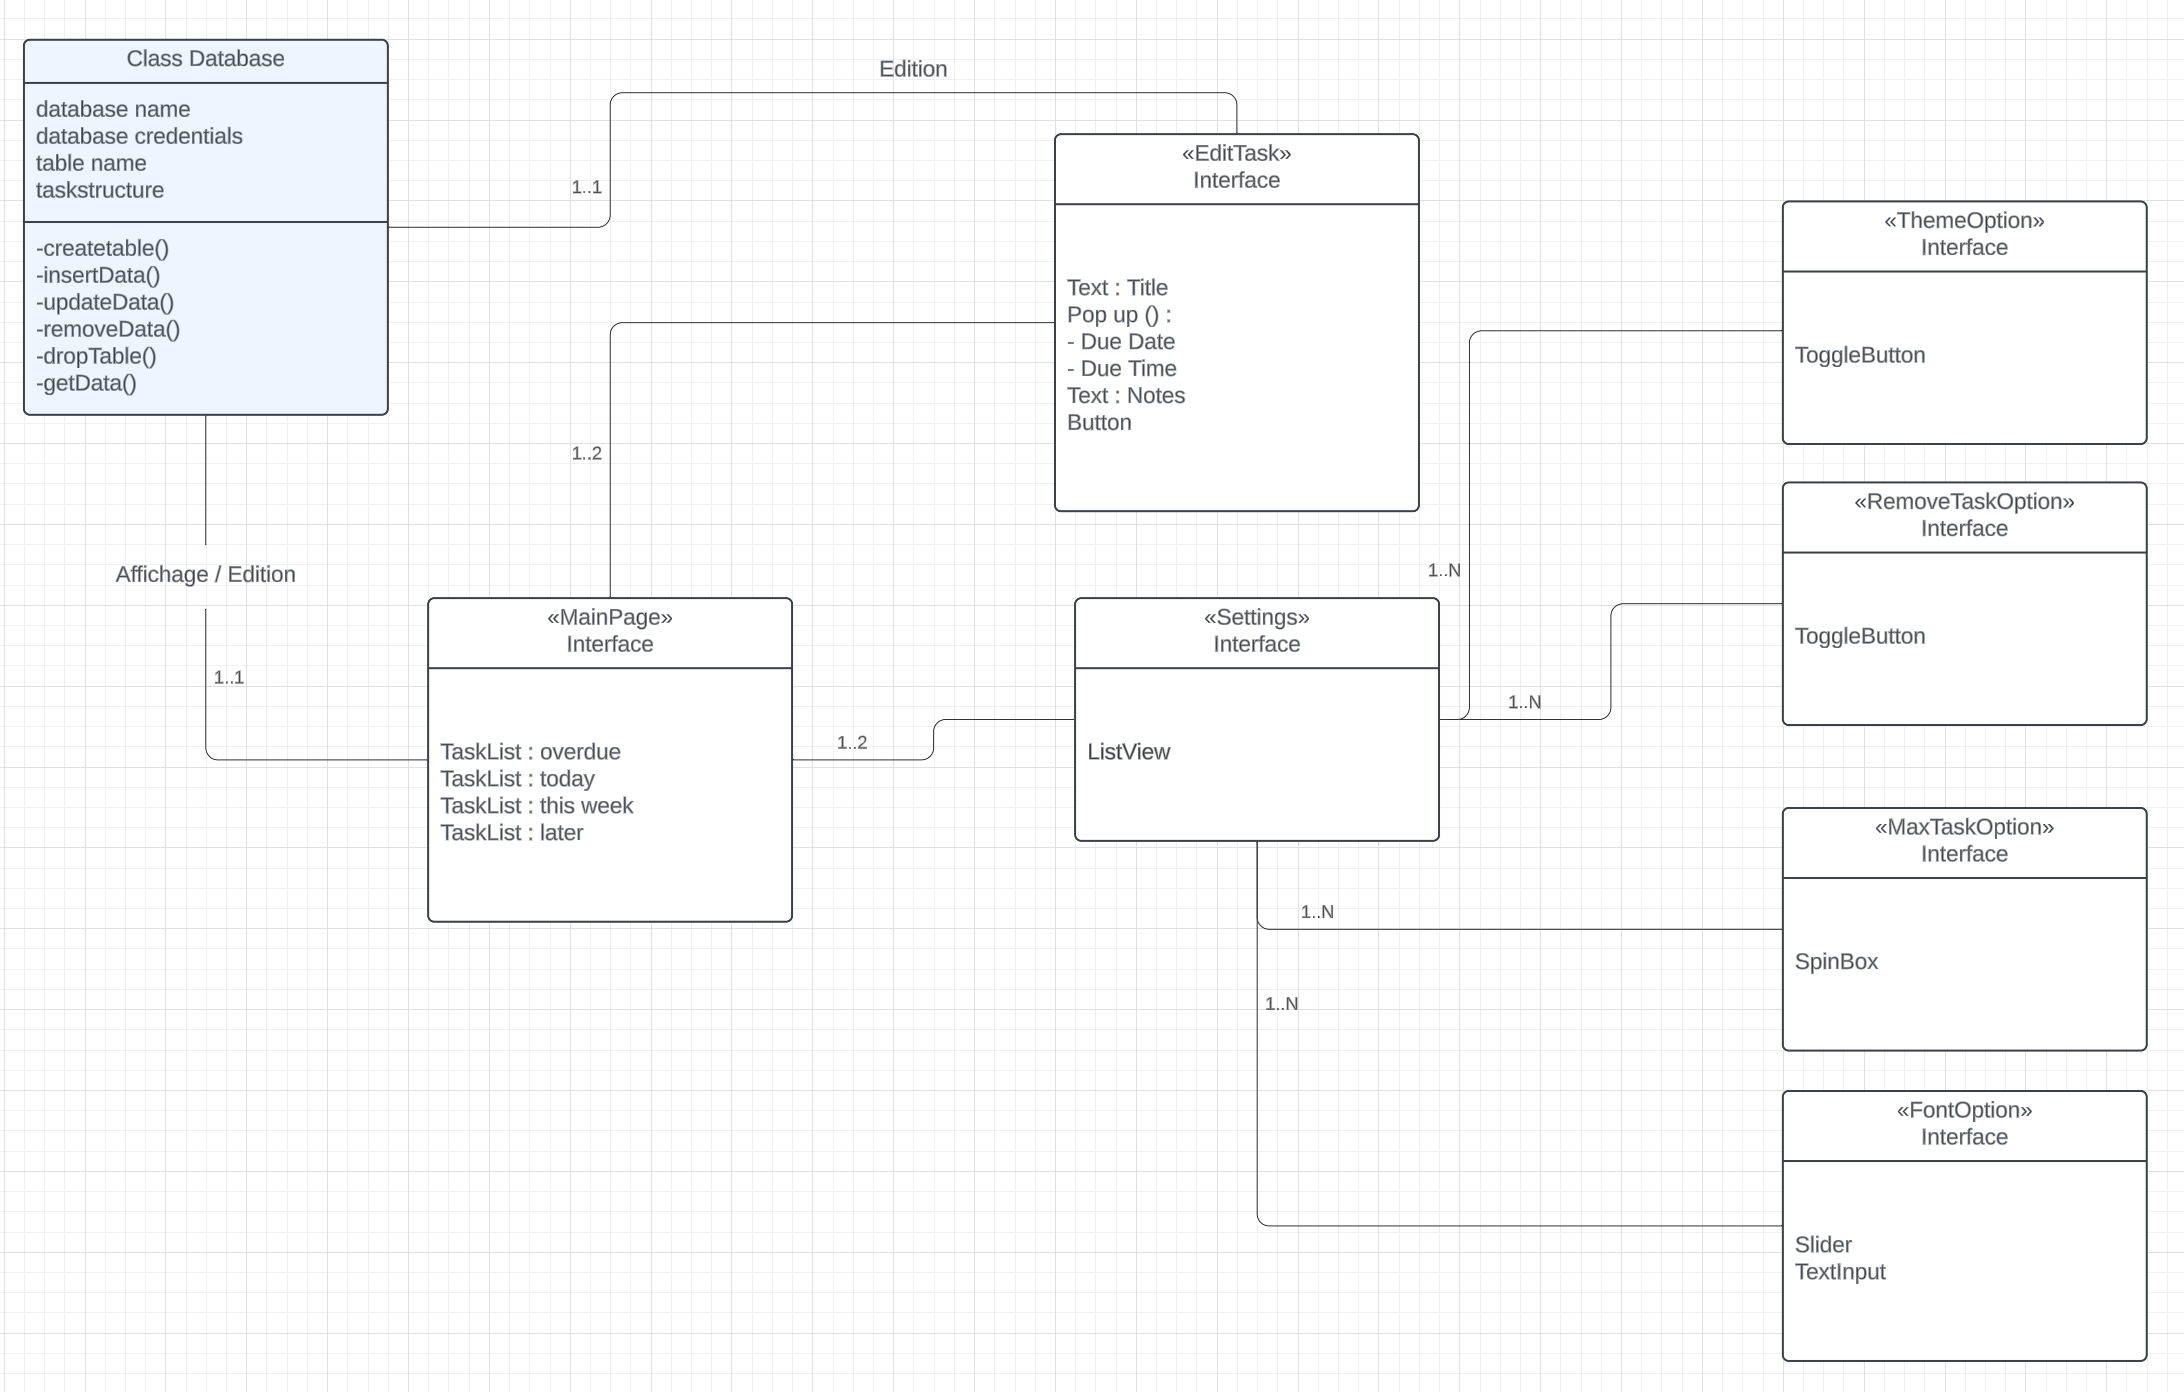 Class Database
database name
database credentials
table name
taskstructure
-createtable()
-insertData()
-updateData()
-removeData()
-dropTable()
-getData()
Edition
1..1
«EditTask»
Interface
Text : Title
Pop up () :
- Due Date
- Due Time
Text : Notes
Button
1..2
Affichage / Edition
1..1
«MainPage»
Interface
TaskList : overdue
TaskList : today
TaskList : this week
TaskList : later
1..2
«Settings»
Interface
ListView
1..N
1..N
1..N
1..N
«ThemeOption»
Interface
ToggleButton
«RemoveTaskOption»
Interface
ToggleButton
«MaxTaskOption»
Interface
SpinBox
«FontOption»
Interface
Slider
TextInput